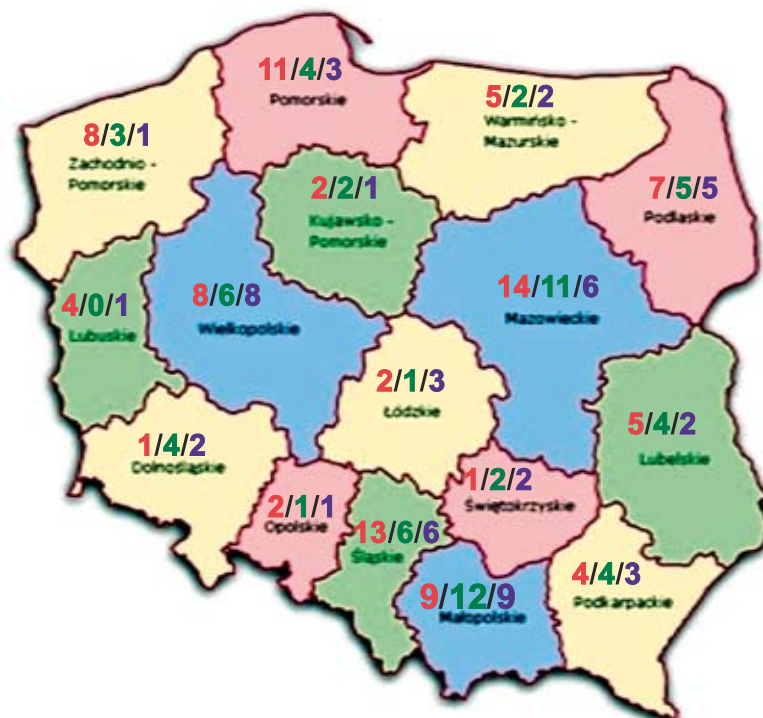 11/4/3
Pomorskie
5/2/2
Warmińsko -
Mazurskie
8/3/1
Zachodnio -
Pomorskie
2/2/1
Kujawsko -
Pomorskie
7/5/5
Podlaskie
4/0/1
Lubuskie
8/6/8
Wielkopolskie
14/11/6
Mazowieckie
2/1/3
Łódzkie
1/4/2
Dolnośląskie
5/4/2
Lubelskie
2/1/1
Opolskie
13/6/6
Śląskie
1/2/2
Świętokrzyskie
9/12/9
Małopolskie
4/4/3
Podkarpackie